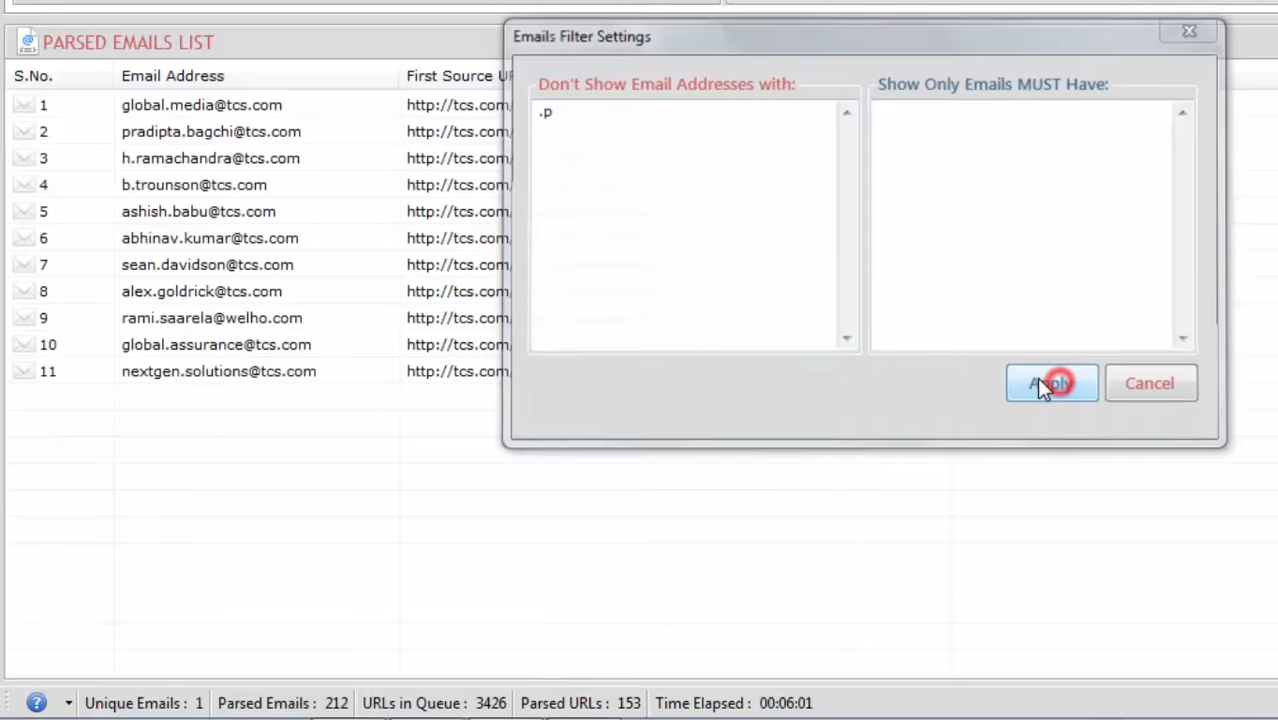 PARSED EMAILS LIST
S.No. Email Address First Source U
1 global.media@tcs.com http://tcs.com/
2 pradipta.bagchi@tcs.com http://tcs.com/
3 h.ramachandra@tcs.com http://tcs.com/
4 b.trounson@tcs.com http://tcs.com/
5 ashish.babu@tcs.com http://tcs.com/
6 abhinav.kumar@tcs.com http://tcs.com/
7 sean.davidson@tcs.com http://tcs.com/
8 alex.goldrick@tcs.com http://tcs.com/
9 rami.saarela@welho.com http://tcs.com/
10 global.assurance@tcs.com http://tcs.com/
11 nextgen.solutions@tcs.com http://tcs.com/
Emails Filter Settings
Don't Show Email Addresses with: Show Only Emails MUST Have:
.p
Apply Cancel
Unique Emails : 1 Parsed Emails : 212 URLs in Queue : 3426 Parsed URLs : 153 Time Elapsed : 00:06:01